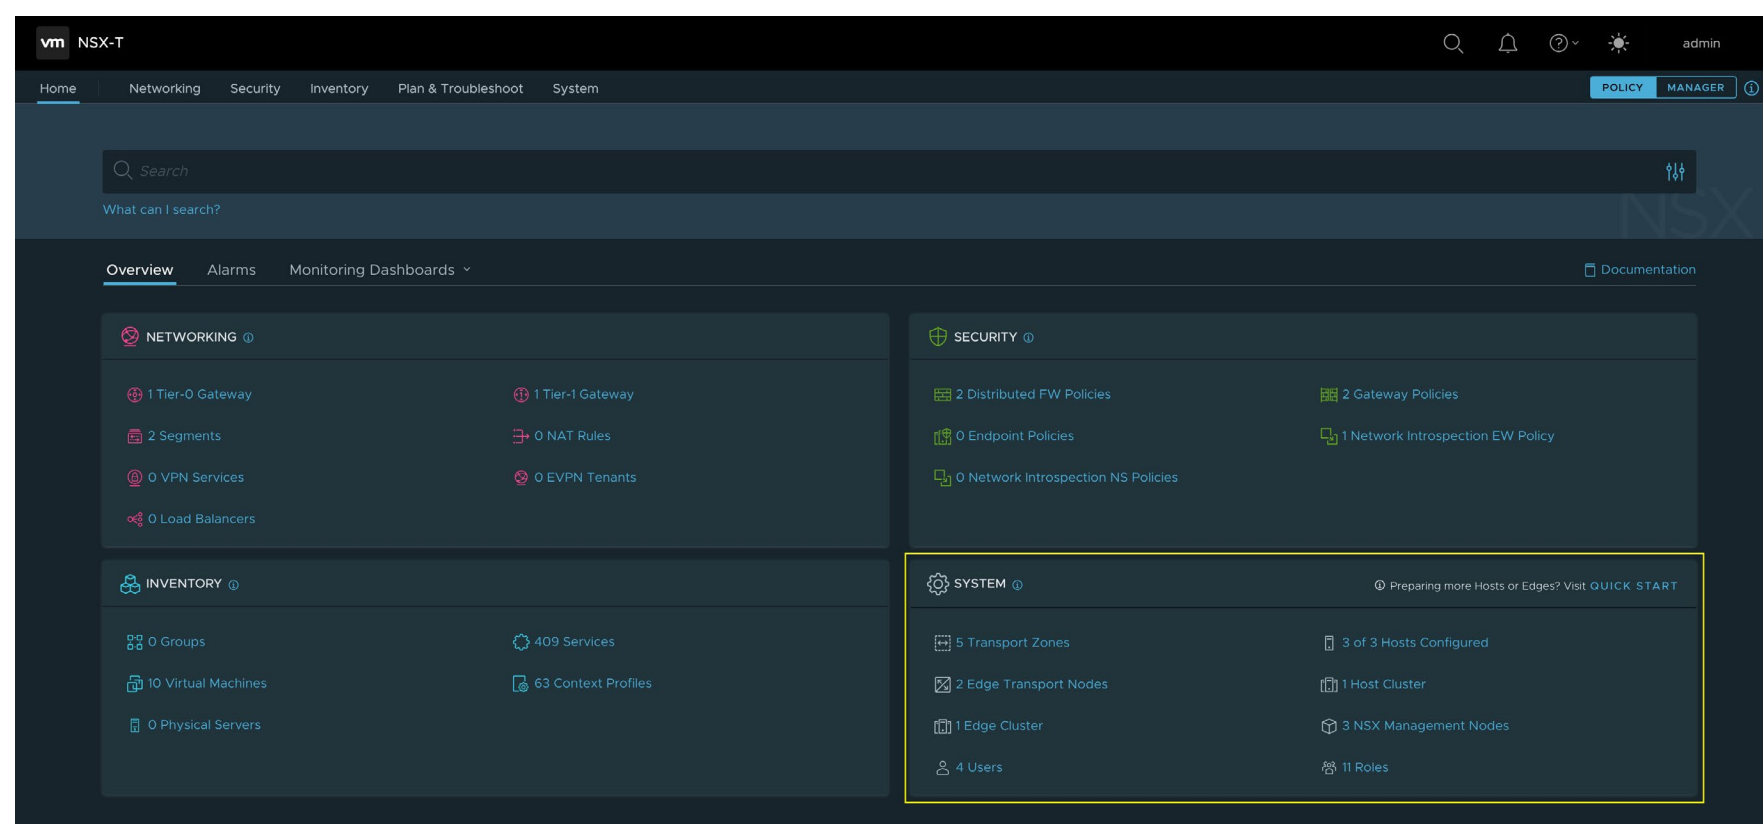 vm NSX-T
admin
Home Networking Security Inventory Plan & Troubleshoot System
POLICY MANAGER
Search
What can I search?
NSX
Overview Alarms Monitoring Dashboards
Documentation
NETWORKING
1 Tier-0 Gateway
1 Tier-1 Gateway
2 Segments
0 NAT Rules
0 VPN Services
0 EVPN Tenants
0 Load Balancers
SECURITY
2 Distributed FW Policies
2 Gateway Policies
0 Endpoint Policies
1 Network Introspection EW Policy
0 Network Introspection NS Policies
INVENTORY
0 Groups
409 Services
10 Virtual Machines
63 Context Profiles
0 Physical Servers
SYSTEM
Preparing more Hosts or Edges? Visit QUICK START
5 Transport Zones
3 of 3 Hosts Configured
2 Edge Transport Nodes
1 Host Cluster
1 Edge Cluster
3 NSX Management Nodes
4 Users
11 Roles